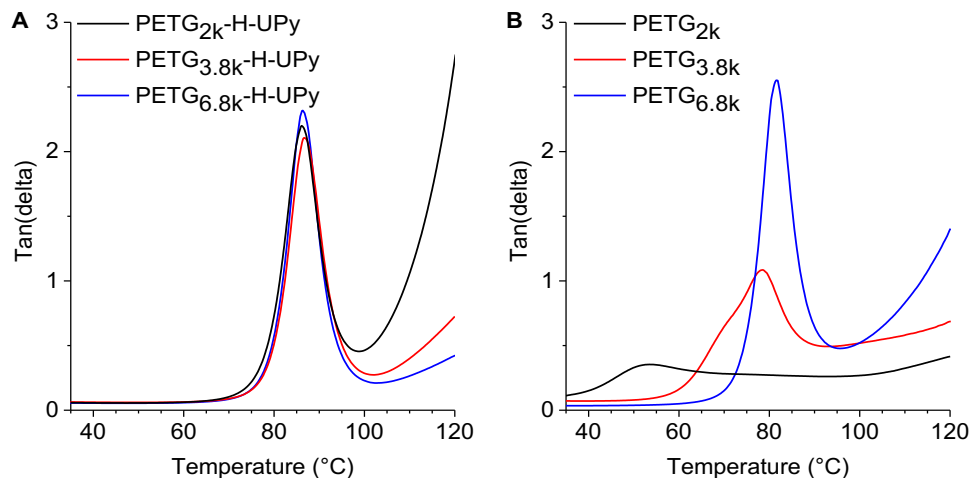 A
PETG2k-H-UPy
PETG3.8k-H-UPy
PETG6.8k-H-UPy
Tan(delta)
3
2
1
0
40 60 80 100 120
Temperature (°C)
B
PETG2k
PETG3.8k
PETG6.8k
Tan(delta)
3
2
1
0
40 60 80 100 120
Temperature (°C)